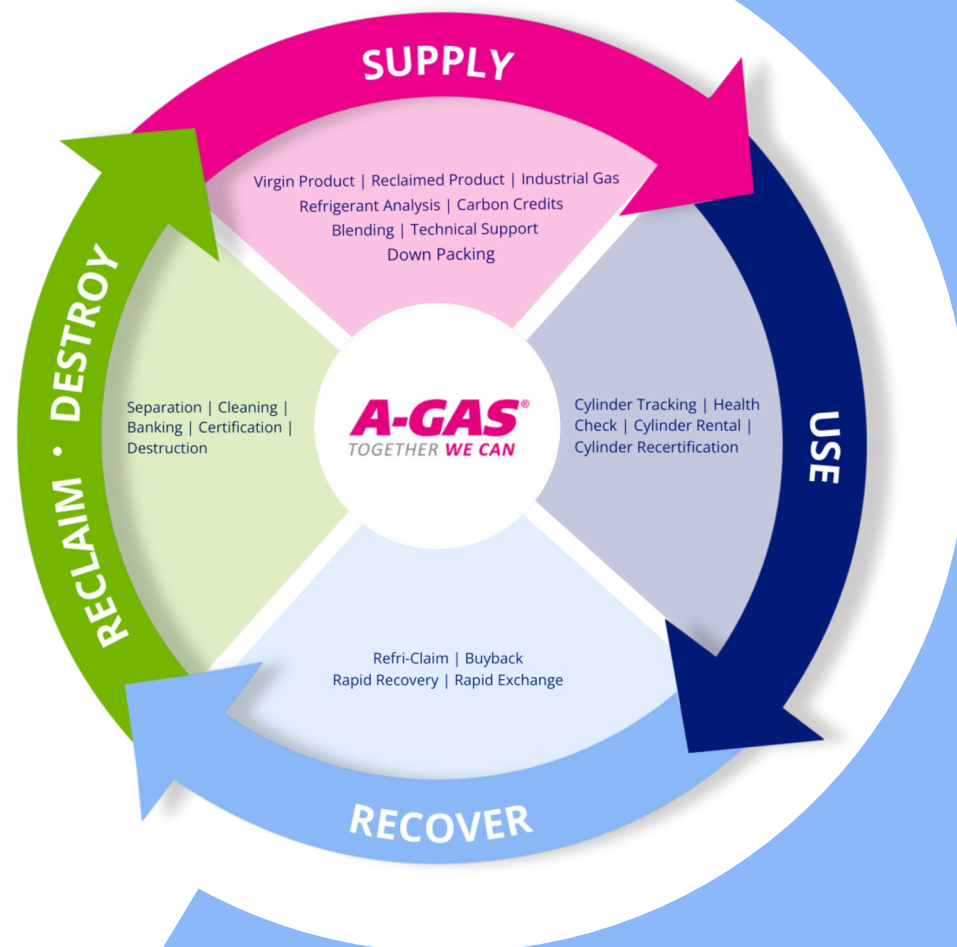 SUPPLY
Virgin Product | Reclaimed Product | Industrial Gas
Refrigerant Analysis | Carbon Credits
Blending | Technical Support
Down Packing
USE
Cylinder Tracking | Health
Check | Cylinder Rental |
Cylinder Recertification
RECOVER
Refri-Claim | Buyback
Rapid Recovery | Rapid Exchange
RECLAIM · DESTROY
Separation | Cleaning |
Banking | Certification |
Destruction
A-GAS®
TOGETHER WE CAN